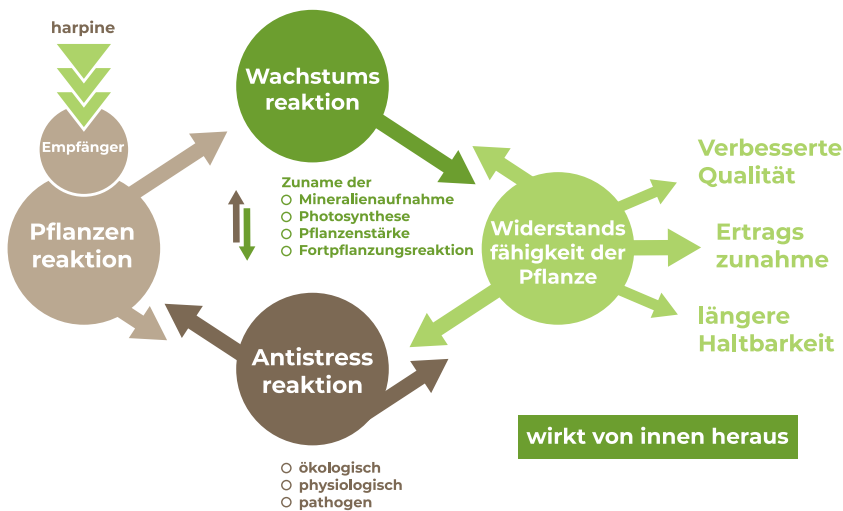 harpine
Empfänger
Pflanzen
reaktion
Wachstums
reaktion
Zuname der
Mineralienaufnahme
Photosynthese
Pflanzenstärke
Fortpflanzungsreaktion
Antistress
reaktion
ökologisch
physiologisch
pathogen
Widerstands
fähigkeit der
Pflanze
Verbesserte
Qualität
Ertrags
zunahme
längere
Haltbarkeit
wirkt von innen heraus